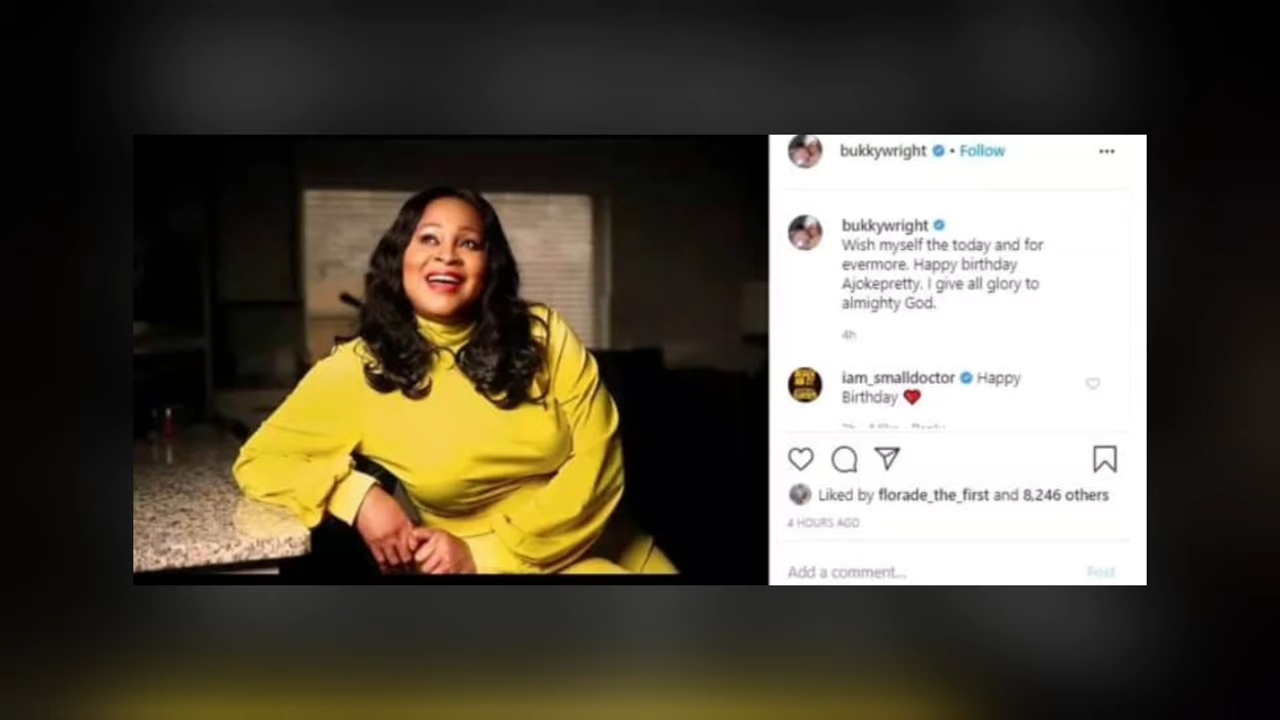 bukkywright • Follow
bukkywright
Wish myself the today and for
evermore. Happy birthday
Ajokepretty. I give all glory to
almighty God.
4h
iam_smalldoctor Happy
Birthday ❤️
Liked by florade_the_first and 8,246 others
4 HOURS AGO
Add a comment...
Post